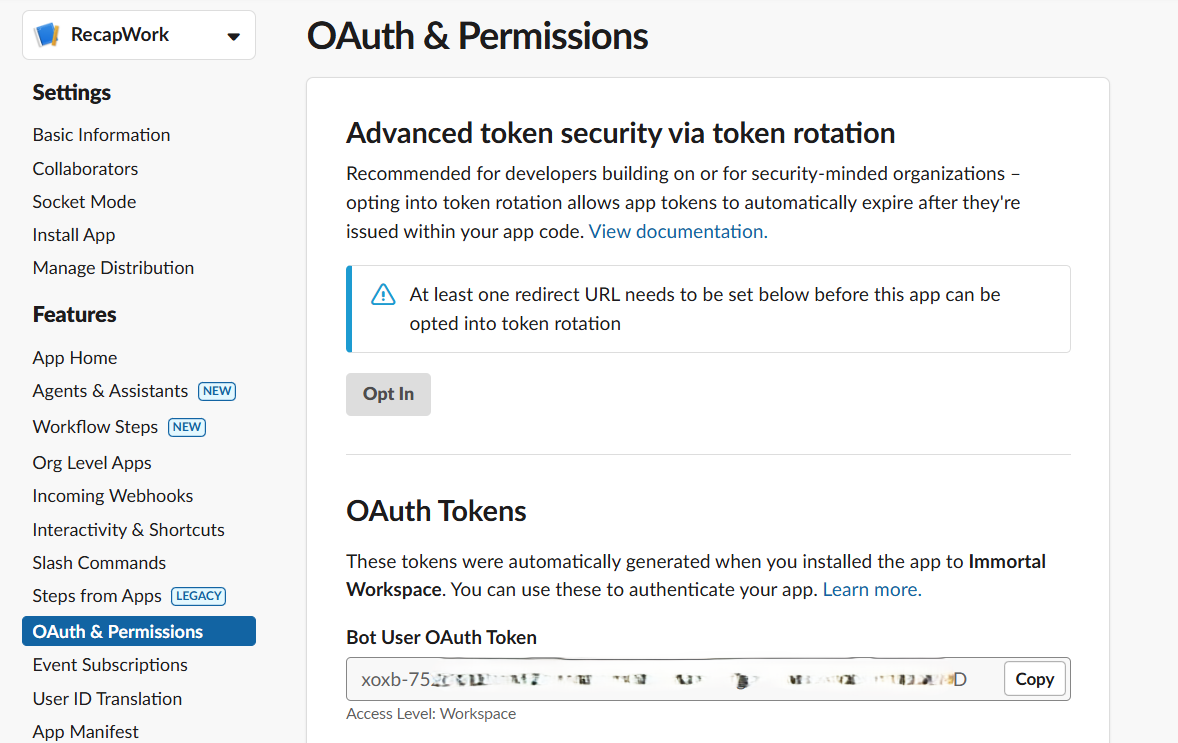 RecapWork
Settings
Basic Information
Collaborators
Socket Mode
Install App
Manage Distribution
Features
App Home
Agents & Assistants NEW
Workflow Steps NEW
Org Level Apps
Incoming Webhooks
Interactivity & Shortcuts
Slash Commands
Steps from Apps LEGACY
OAuth & Permissions
Event Subscriptions
User ID Translation
App Manifest
OAuth & Permissions
Advanced token security via token rotation
Recommended for developers building on or for security-minded organizations –
opting into token rotation allows app tokens to automatically expire after they're
issued within your app code. View documentation.
At least one redirect URL needs to be set below before this app can be
opted into token rotation
Opt In
OAuth Tokens
These tokens were automatically generated when you installed the app to Immortal
Workspace. You can use these to authenticate your app. Learn more.
Bot User OAuth Token
xoxb-75 D Copy
Access Level: Workspace